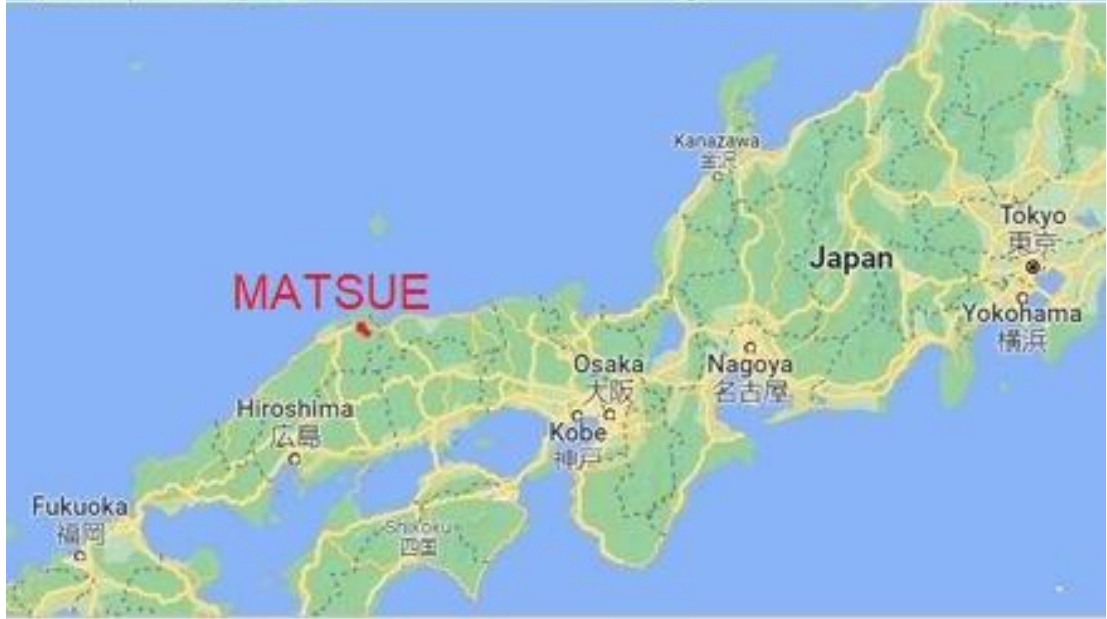 Kanazawa
金沢
Tokyo
東京
Japan
MATSUE
Yokohama
横浜
Osaka
大阪
Nagoya
名古屋
Hiroshima
広島
Kobe
神戸
Fukuoka
福岡
Shikoku
四国